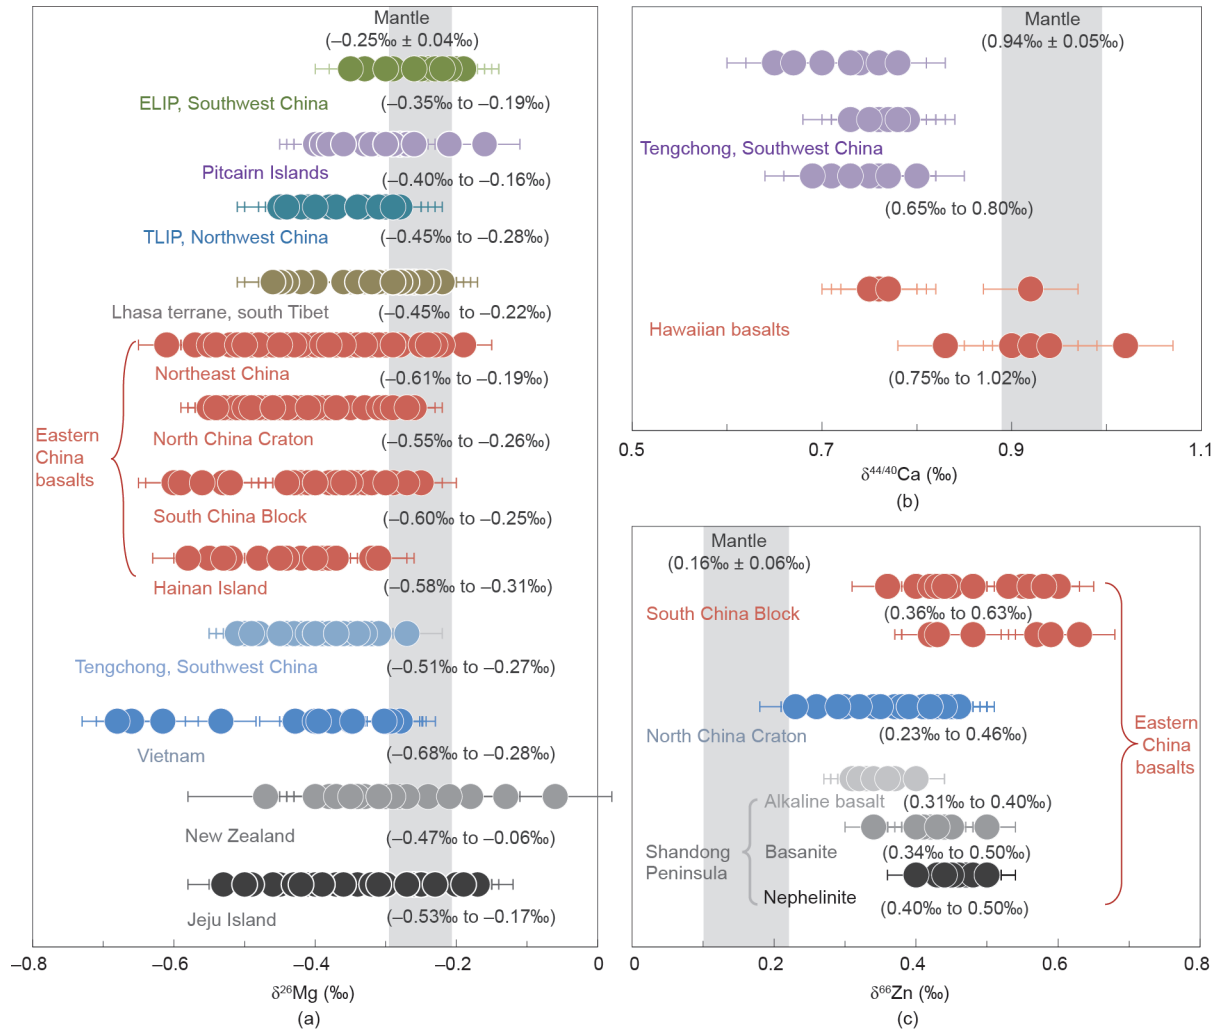 Mantle
(–0.25‰ ± 0.04‰)
ELIP, Southwest China
(–0.35‰ to –0.19‰)
Pitcairn Islands
(–0.40‰ to –0.16‰)
TLIP, Northwest China
(–0.45‰ to –0.28‰)
Lhasa terrane, south Tibet
(–0.45‰ to –0.22‰)
Northeast China
(–0.61‰ to –0.19‰)
North China Craton
(–0.55‰ to –0.26‰)
Eastern
China
basalts
South China Block
(–0.60‰ to –0.25‰)
Hainan Island
(–0.58‰ to –0.31‰)
Tengchong, Southwest China
(–0.51‰ to –0.27‰)
Vietnam
(–0.68‰ to –0.28‰)
New Zealand
(–0.47‰ to –0.06‰)
Jeju Island
(–0.53‰ to –0.17‰)
–0.8 –0.6 –0.4 –0.2 0
δ26Mg (‰)
(a)
Mantle
(0.94‰ ± 0.05‰)
Tengchong, Southwest China
(0.65‰ to 0.80‰)
Hawaiian basalts
(0.75‰ to 1.02‰)
0.5 0.7 0.9 1.1
δ44/40Ca (‰)
(b)
Mantle
(0.16‰ ± 0.06‰)
South China Block
(0.36‰ to 0.63‰)
North China Craton
(0.23‰ to 0.46‰)
Eastern
China
basalts
Alkaline basalt
(0.31‰ to 0.40‰)
Shandong
Peninsula
Basanite
(0.34‰ to 0.50‰)
Nephelinite
(0.40‰ to 0.50‰)
0 0.2 0.4 0.6 0.8
δ66Zn (‰)
(c)